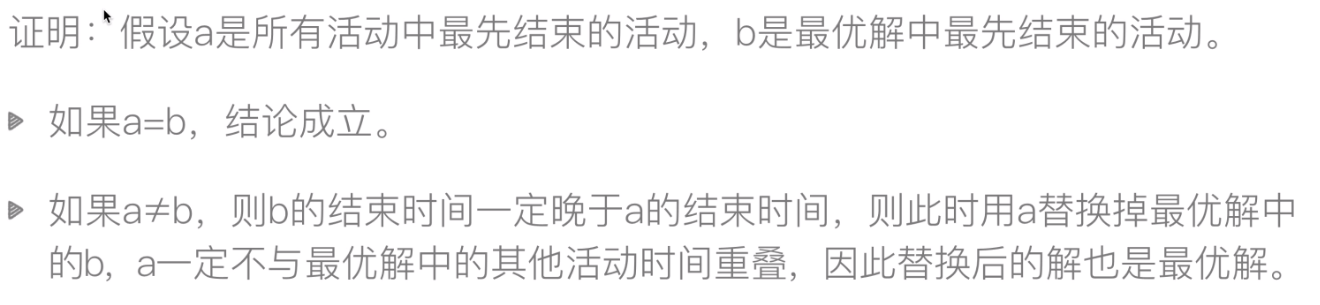 证明：假设a是所有活动中最先结束的活动，b是最优解中最先结束的活动。
如果a=b，结论成立。
如果a≠b，则b的结束时间一定晚于a的结束时间，则此时用a替换掉最优解中
的b，a一定不与最优解中的其他活动时间重叠，因此替换后的解也是最优解。